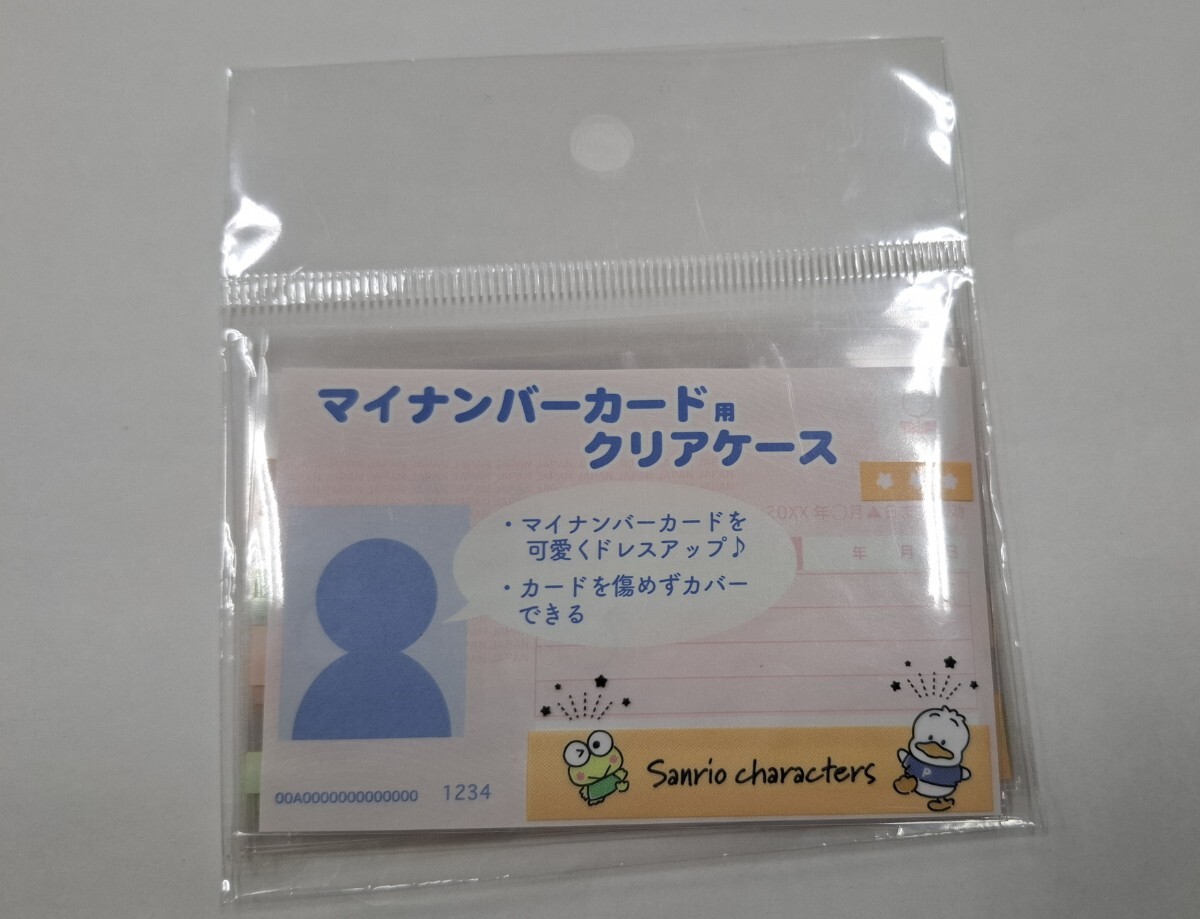 マイナンバーカード用
クリアケース
・マイナンバーカードを
可愛くドレスアップ♪
・カードを傷めずカバー
できる
年 月 日
Sanrio characters
P
00A0000000000000 1234